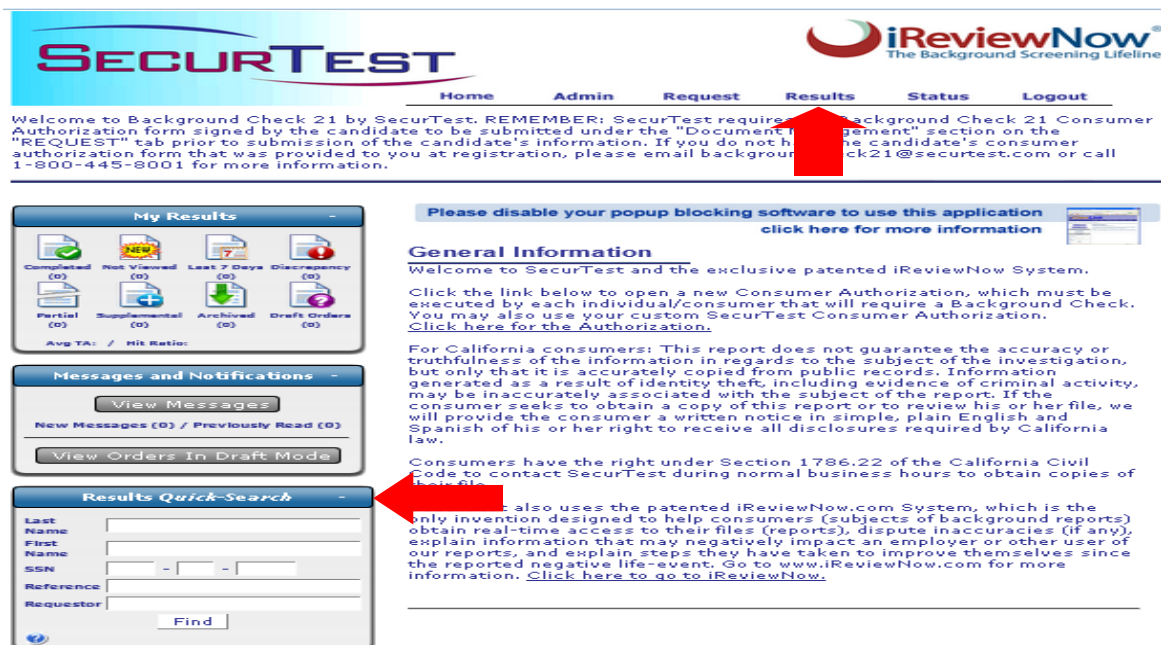 SECURTEST
iReviewNow®
The Background Screening Lifeline
Home Admin Request Results Status Logout
Welcome to Background Check 21 by SecurTest. REMEMBER: SecurTest requires Background Check 21 Consumer
Authorization form signed by the candidate to be submitted under the "Document Management" section on the
"REQUEST" tab prior to submission of the candidate's information. If you do not have the candidate's consumer
authorization form that was provided to you at registration, please email backgroundcheck21@securtest.com or call
1-800-445-8001 for more information.
My Results -
Completed (0) Not Viewed (0) Last 7 Days (0) Discrepancy (0)
Partial (0) Supplemental (0) Archived (0) Draft Orders (0)
Avg TA: / Hit Ratio:
Messages and Notifications -
View Messages
New Messages (0) / Previously Read (0)
View Orders In Draft Mode
Results Quick-Search -
Last Name
First Name
SSN - -
Reference
Requestor
Find
Please disable your popup blocking software to use this application
click here for more information
General Information
Welcome to SecurTest and the exclusive patented iReviewNow System.
Click the link below to open a new Consumer Authorization, which must be
executed by each individual/consumer that will require a Background Check.
You may also use your custom SecurTest Consumer Authorization.
Click here for the Authorization.
For California consumers: This report does not guarantee the accuracy or
truthfulness of the information in regards to the subject of the investigation,
but only that it is accurately copied from public records. Information
generated as a result of identity theft, including evidence of criminal activity,
may be inaccurately associated with the subject of the report. If the
consumer seeks to obtain a copy of this report or to review his or her file, we
will provide the consumer a written notice in simple, plain English and
Spanish of his or her right to receive all disclosures required by California
law.
Consumers have the right under Section 1786.22 of the California Civil
Code to contact SecurTest during normal business hours to obtain copies of
their file.
also uses the patented iReviewNow.com System, which is the
only invention designed to help consumers (subjects of background reports)
obtain real-time access to their files (reports), dispute inaccuracies (if any),
explain information that may negatively impact an employer or other user of
our reports, and explain steps they have taken to improve themselves since
the reported negative life-event. Go to www.iReviewNow.com for more
information. Click here to go to iReviewNow.